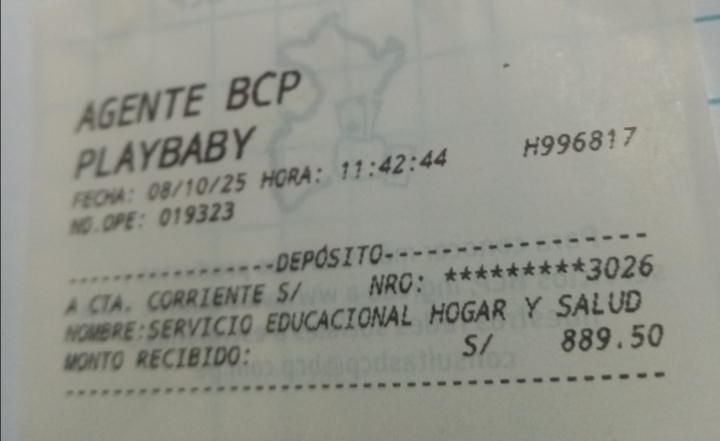 AGENTE BCP
PLAYBABY
FECHA: 08/10/25 HORA: 11:42:44 H996817
NO.OPE: 019323
-----------------DEPÓSITO-----------------
A CTA. CORRIENTE S/ NRO: *********3026
NOMBRE:SERVICIO EDUCACIONAL HOGAR Y SALUD
MONTO RECIBIDO: S/ 889.50
------------------------------------------